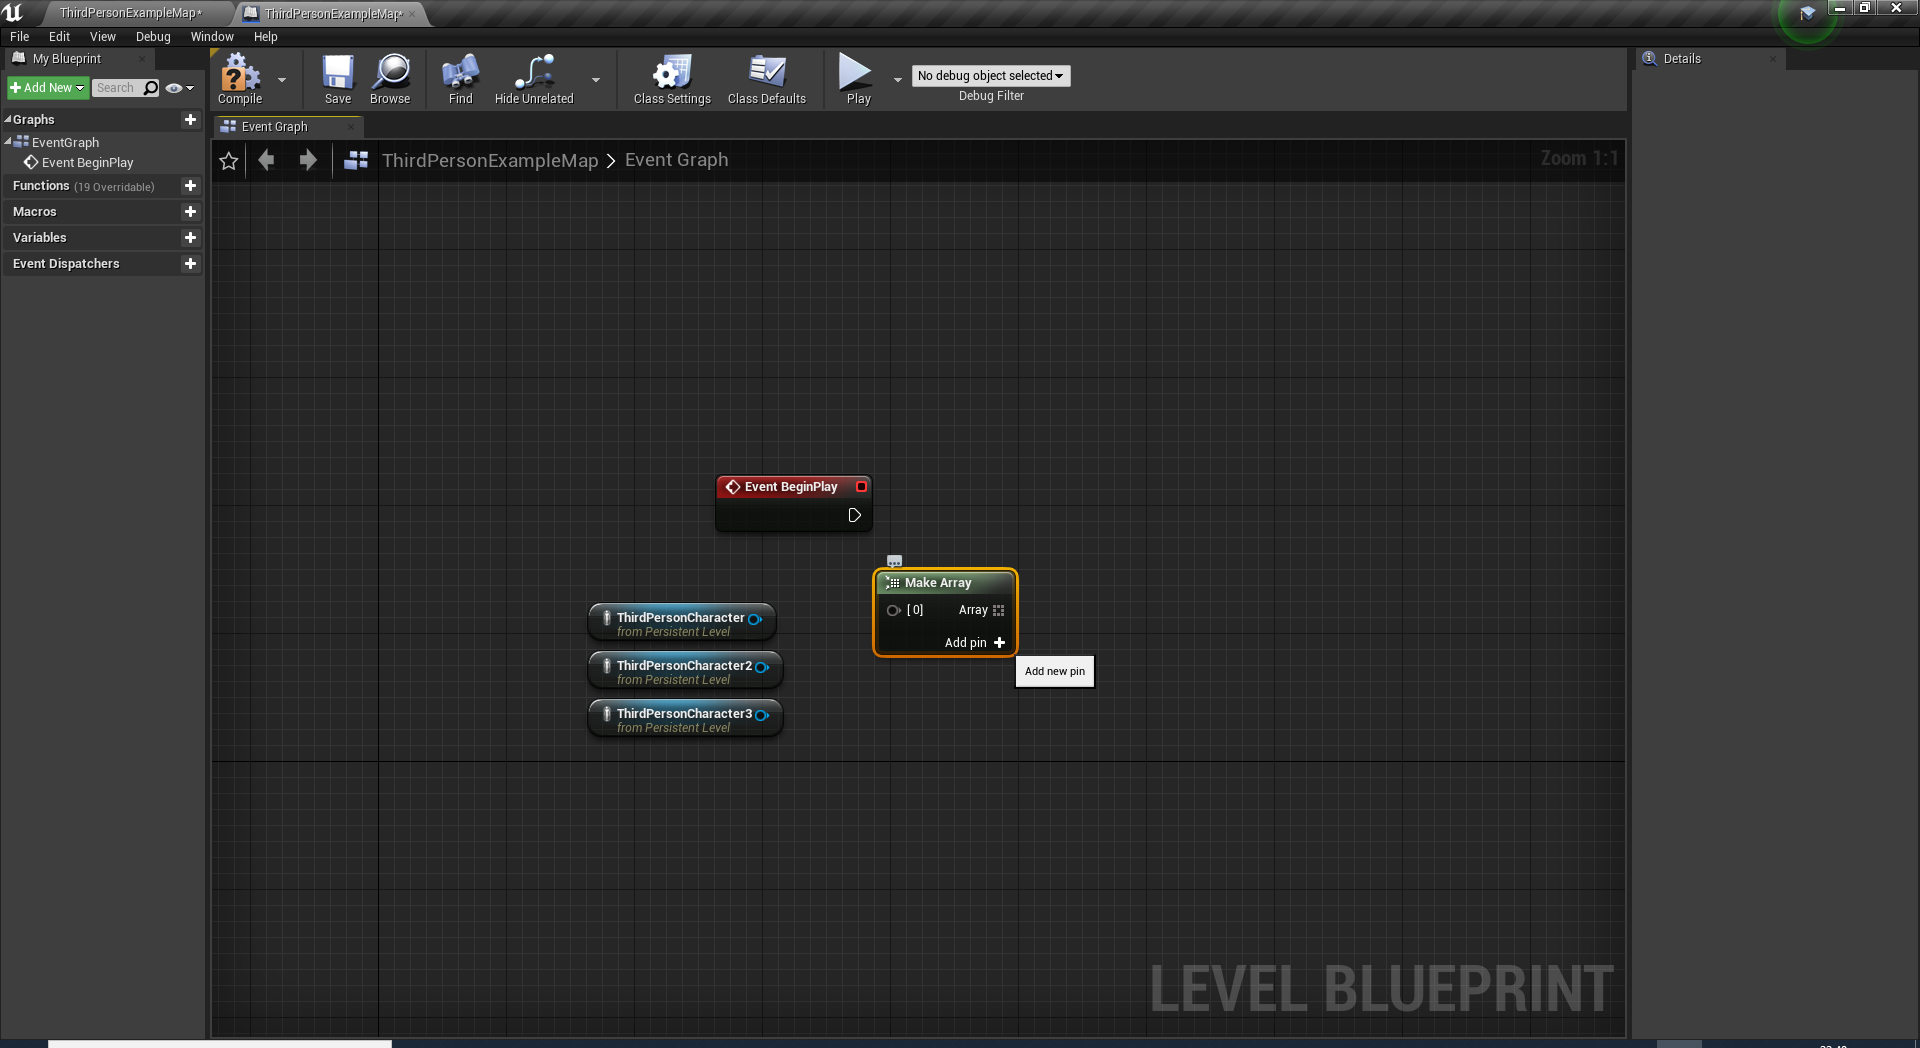 ThirdPersonExampleMap*
ThirdPersonExampleMap*
File Edit View Debug Window Help
My Blueprint
Add New
Search
Graphs
EventGraph
Event BeginPlay
Functions (19 Overridable)
Macros
Variables
Event Dispatchers
Compile
Save
Browse
Find
Hide Unrelated
Class Settings
Class Defaults
Play
No debug object selected
Debug Filter
Details
Event Graph
ThirdPersonExampleMap > Event Graph
Zoom 1:1
Event BeginPlay
Make Array
[0] Array
Add pin
Add new pin
ThirdPersonCharacter
from Persistent Level
ThirdPersonCharacter2
from Persistent Level
ThirdPersonCharacter3
from Persistent Level
LEVEL BLUEPRINT